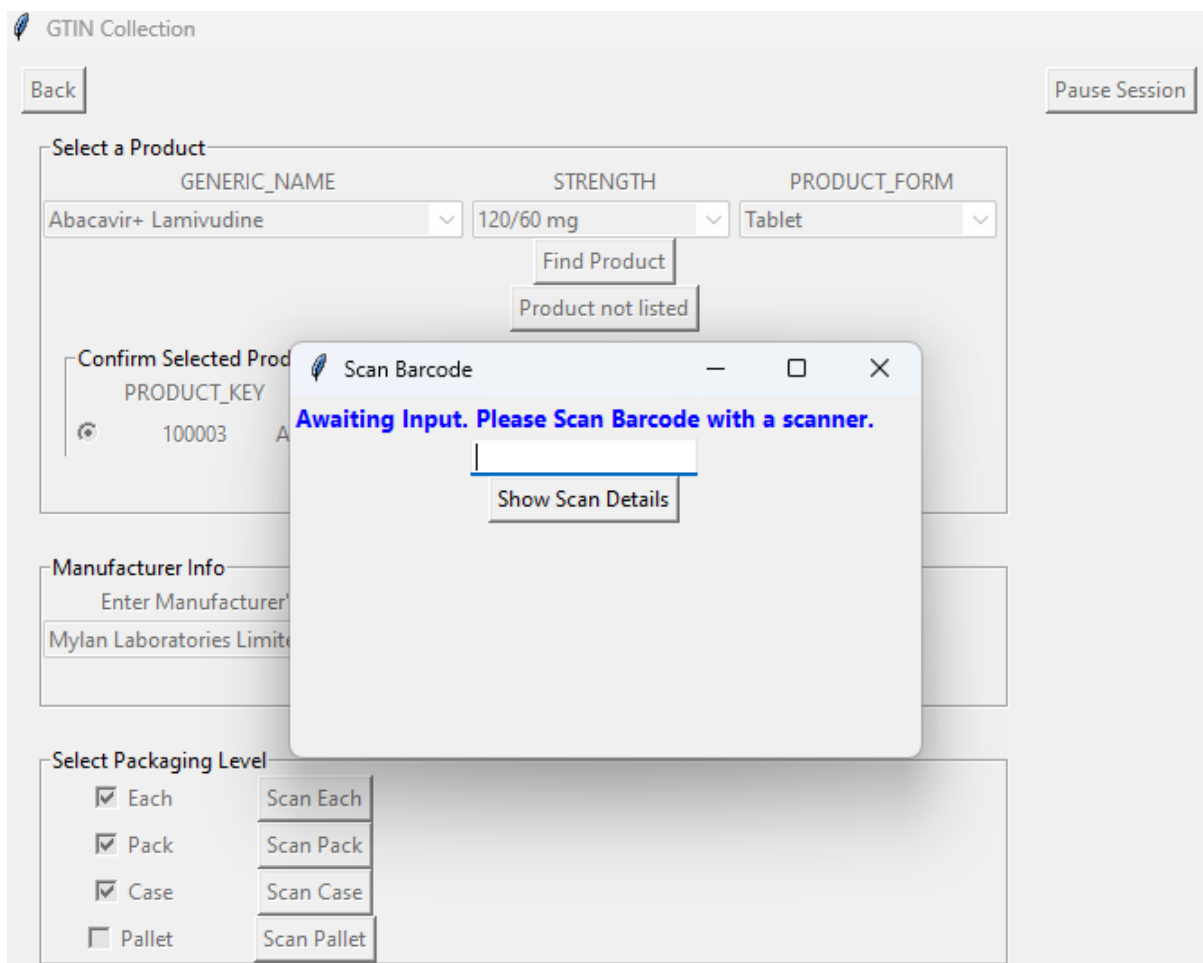 GTIN Collection
Back
Pause Session
Select a Product
GENERIC_NAME STRENGTH PRODUCT_FORM
Abacavir+ Lamivudine 120/60 mg Tablet
Find Product
Product not listed
Confirm Selected Prod
PRODUCT_KEY
100003 A
Scan Barcode
Awaiting Input. Please Scan Barcode with a scanner.
Show Scan Details
Manufacturer Info
Enter Manufacturer'
Mylan Laboratories Limite
Select Packaging Level
Each Scan Each
Pack Scan Pack
Case Scan Case
Pallet Scan Pallet